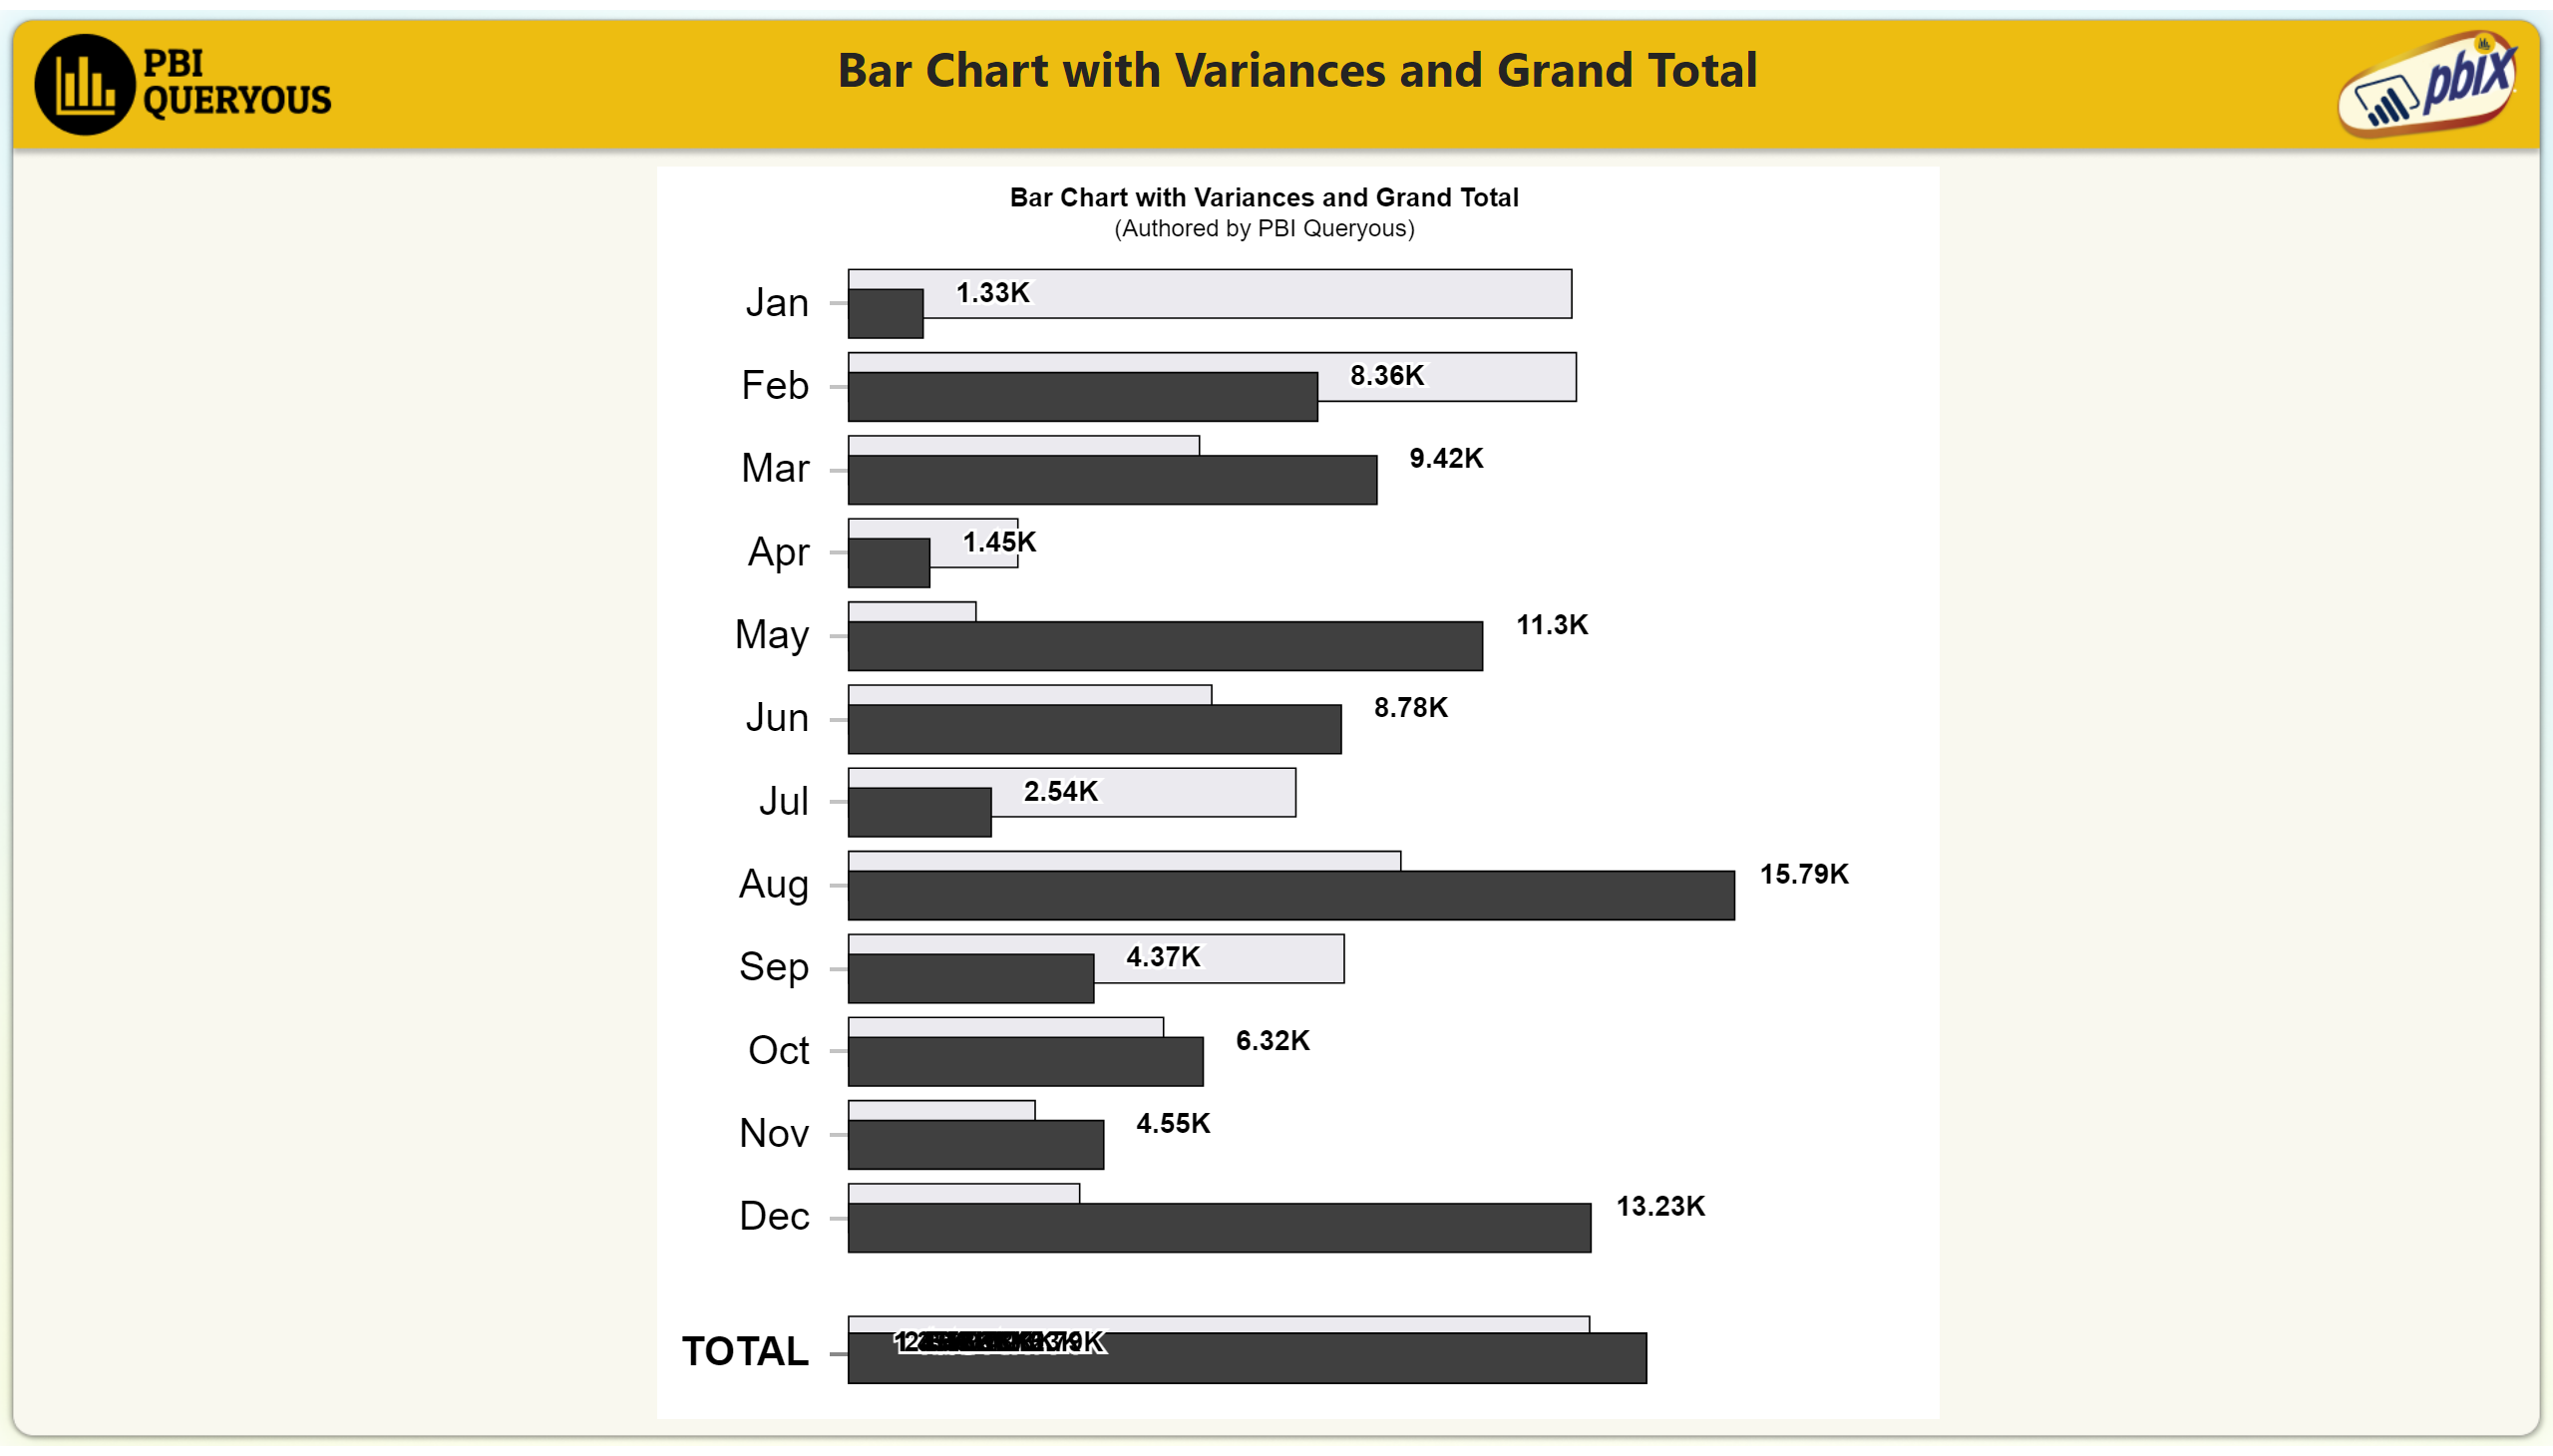 PBI
QUERYOUS
Bar Chart with Variances and Grand Total
pbix
Bar Chart with Variances and Grand Total
(Authored by PBI Queryous)
Jan 1.33K
Feb 8.36K
Mar 9.42K
Apr 1.45K
May 11.3K
Jun 8.78K
Jul 2.54K
Aug 15.79K
Sep 4.37K
Oct 6.32K
Nov 4.55K
Dec 13.23K
TOTAL